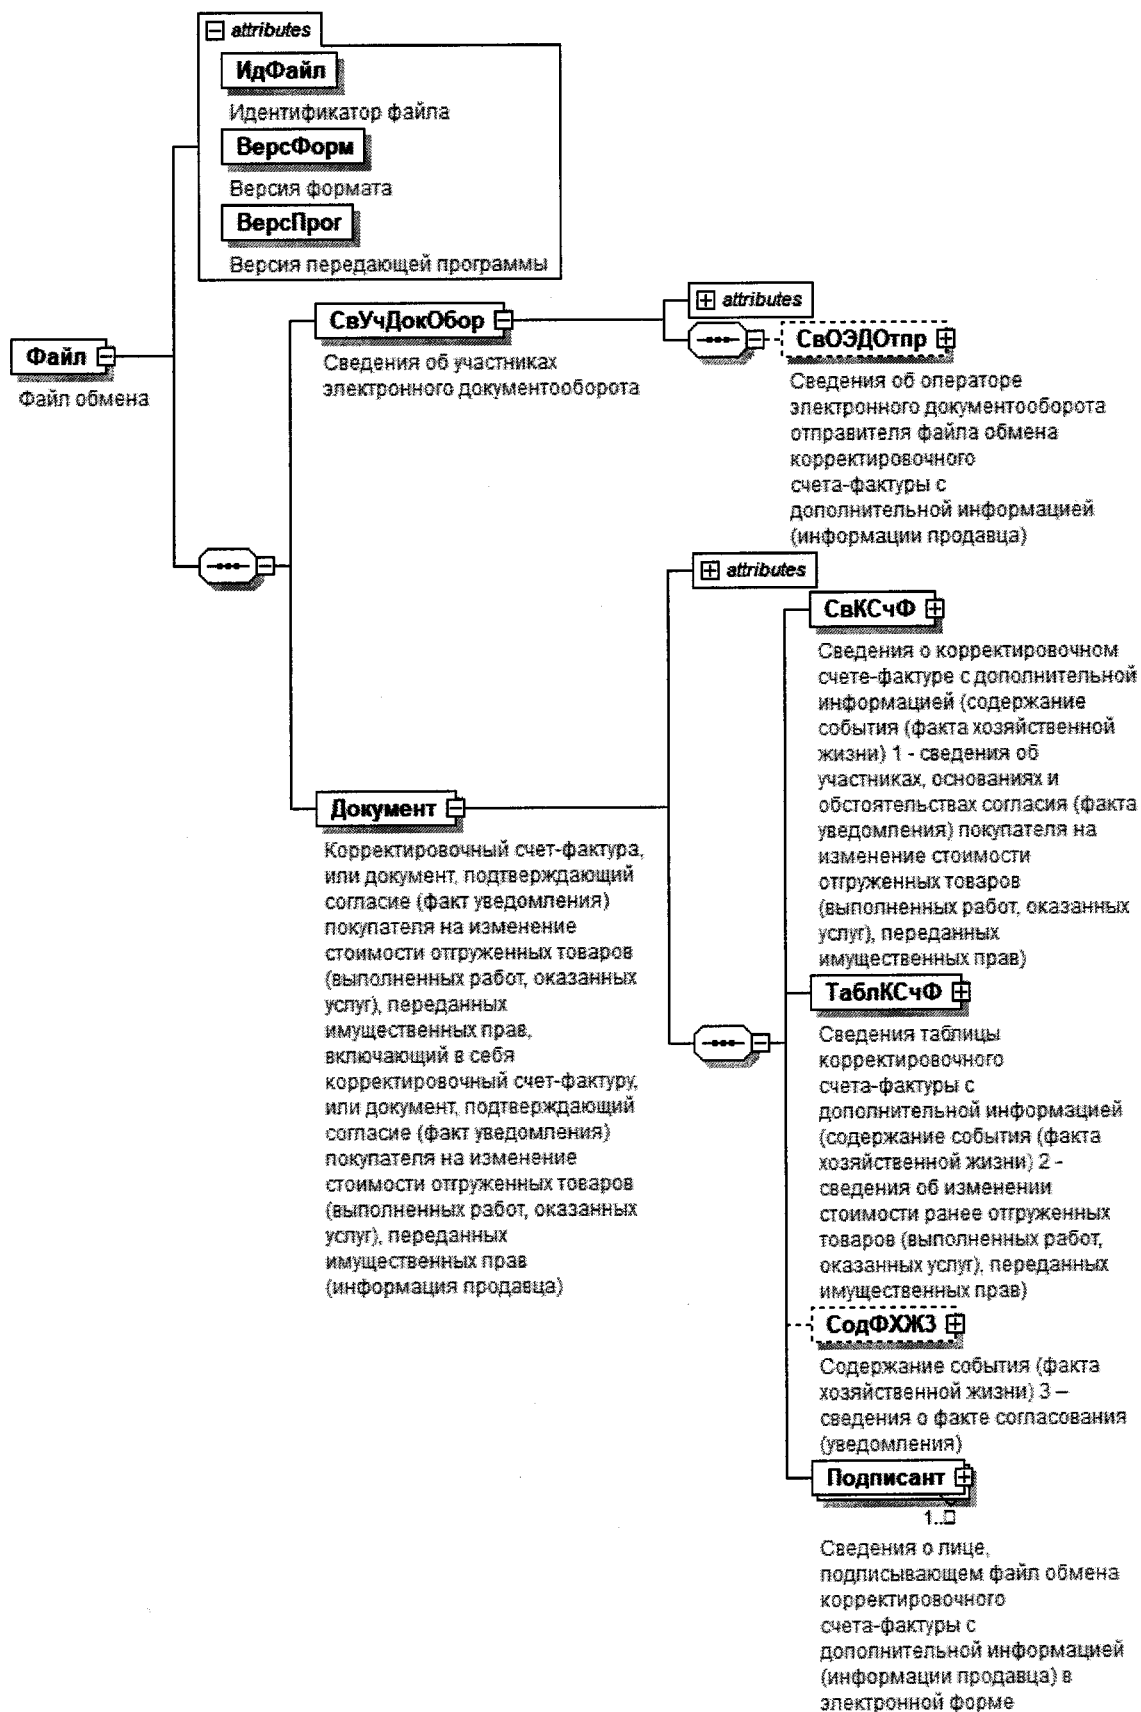 attributes
ИдФайл
Идентификатор файла
ВерсФорм
Версия формата
ВерсПрог
Версия передающей программы
Файл
Файл обмена
СвУчДокОбор
Сведения об участниках
электронного документооборота
attributes
СвОЭДОтпр
Сведения об операторе
электронного документооборота
отправителя файла обмена
корректировочного
счета-фактуры с
дополнительной информацией
(информации продавца)
Документ
Корректировочный счет-фактура,
или документ, подтверждающий
согласие (факт уведомления)
покупателя на изменение
стоимости отгруженных товаров
(выполненных работ, оказанных
услуг), переданных
имущественных прав,
включающий в себя
корректировочный счет-фактуру,
или документ, подтверждающий
согласие (факт уведомления)
покупателя на изменение
стоимости отгруженных товаров
(выполненных работ, оказанных
услуг), переданных
имущественных прав
(информация продавца)
attributes
СвКСчФ
Сведения о корректировочном
счете-фактуре с дополнительной
информацией (содержание
события (факта хозяйственной
жизни) 1 - сведения об
участниках, основаниях и
обстоятельствах согласия (факта
уведомления) покупателя на
изменение стоимости
отгруженных товаров
(выполненных работ, оказанных
услуг), переданных
имущественных прав)
ТаблКСчФ
Сведения таблицы
корректировочного
счета-фактуры с
дополнительной информацией
(содержание события (факта
хозяйственной жизни) 2 -
сведения об изменении
стоимости ранее отгруженных
товаров (выполненных работ,
оказанных услуг), переданных
имущественных прав)
СодФХЖ3
Содержание события (факта
хозяйственной жизни) 3 –
сведения о факте согласования
(уведомления)
Подписант
1..□
Сведения о лице,
подписывающем файл обмена
корректировочного
счета-фактуры с
дополнительной информацией
(информации продавца) в
электронной форме